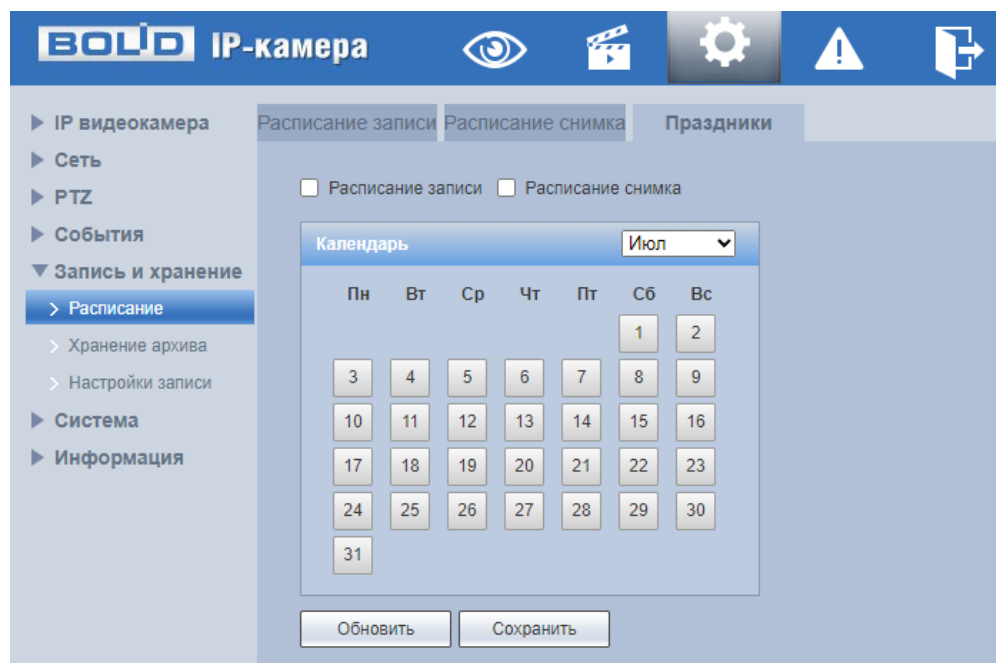 BOLID IP-камера
IP видеокамера
Сеть
PTZ
События
Запись и хранение
Расписание
Хранение архива
Настройки записи
Система
Информация
Расписание записи Расписание снимка Праздники
Расписание записи Расписание снимка
Календарь Июл
Пн Вт Ср Чт Пт Сб Вс
1 2
3 4 5 6 7 8 9
10 11 12 13 14 15 16
17 18 19 20 21 22 23
24 25 26 27 28 29 30
31
Обновить Сохранить